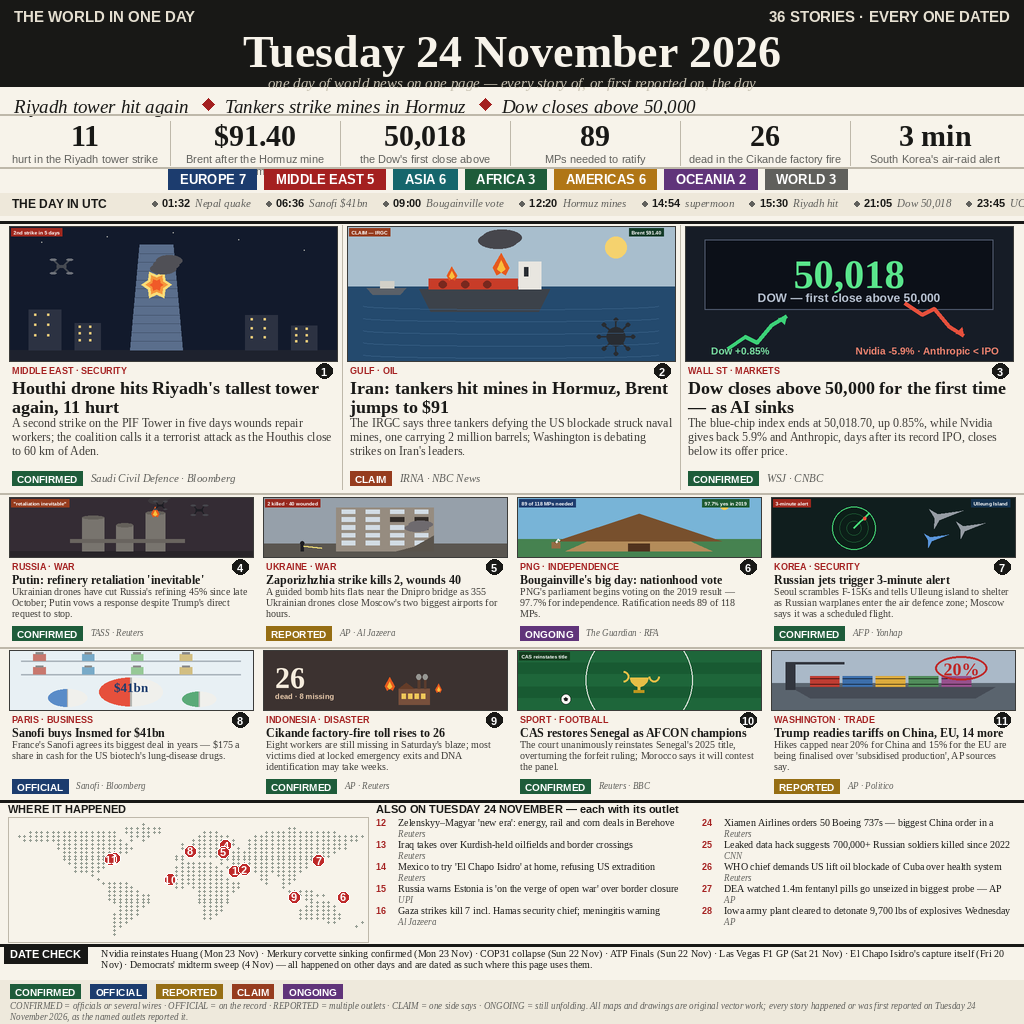 THE WORLD IN ONE DAY
36 STORIES · EVERY ONE DATED
Tuesday 24 November 2026
one day of world news on one page — every story of, or first reported on, the day
Riyadh tower hit again ◆ Tankers strike mines in Hormuz ◆ Dow closes above 50,000
11
hurt in the Riyadh tower strike
$91.40
Brent after the Hormuz mine
50,018
the Dow's first close above
89
MPs needed to ratify
26
dead in the Cikande factory fire
3 min
South Korea's air-raid alert
EUROPE 7
MIDDLE EAST 5
ASIA 6
AFRICA 3
AMERICAS 6
OCEANIA 2
WORLD 3
THE DAY IN UTC
◆ 01:32 Nepal quake ◆ 06:36 Sanofi $41bn ◆ 09:00 Bougainville vote ◆ 12:20 Hormuz mines ◆ 14:54 supermoon ◆ 15:30 Riyadh hit ◆ 21:05 Dow 50,018 ◆ 23:45 UC
2nd strike in 5 days
MIDDLE EAST · SECURITY
1
Houthi drone hits Riyadh's tallest tower
again, 11 hurt
A second strike on the PIF Tower in five days wounds repair
workers; the coalition calls it a terrorist attack as the Houthis close
to 60 km of Aden.
CONFIRMED
Saudi Civil Defence · Bloomberg
CLAIM — IRGC
Brent $91.40
GULF · OIL
2
Iran: tankers hit mines in Hormuz, Brent
jumps to $91
The IRGC says three tankers defying the US blockade struck naval
mines, one carrying 2 million barrels; Washington is debating
strikes on Iran's leaders.
CLAIM
IRNA · NBC News
50,018
DOW — first close above 50,000
Dow +0.85%
Nvidia -5.9% · Anthropic < IPO
WALL ST · MARKETS
3
Dow closes above 50,000 for the first time
— as AI sinks
The blue-chip index ends at 50,018.70, up 0.85%, while Nvidia
gives back 5.9% and Anthropic, days after its record IPO, closes
below its offer price.
CONFIRMED
WSJ · CNBC
"retaliation inevitable"
RUSSIA · WAR
4
Putin: refinery retaliation 'inevitable'
Ukrainian drones have cut Russia's refining 45% since late
October; Putin vows a response despite Trump's direct
request to stop.
CONFIRMED
TASS · Reuters
2 killed · 40 wounded
UKRAINE · WAR
5
Zaporizhzhia strike kills 2, wounds 40
A guided bomb hits flats near the Dnipro bridge as 355
Ukrainian drones close Moscow's two biggest airports for
hours.
REPORTED
AP · Al Jazeera
89 of 118 MPs needed
97.7% yes in 2019
PNG · INDEPENDENCE
6
Bougainville's big day: nationhood vote
PNG's parliament begins voting on the 2019 result —
97.7% for independence. Ratification needs 89 of 118
MPs.
ONGOING
The Guardian · RFA
3-minute alert
Ulleung Island
KOREA · SECURITY
7
Russian jets trigger 3-minute alert
Seoul scrambles F-15Ks and tells Ulleung island to shelter
as Russian warplanes enter the air defence zone; Moscow
says it was a scheduled flight.
CONFIRMED
AFP · Yonhap
$41bn
PARIS · BUSINESS
8
Sanofi buys Insmed for $41bn
France's Sanofi agrees its biggest deal in years — $175 a
share in cash for the US biotech's lung-disease drugs.
OFFICIAL
Sanofi · Bloomberg
26
dead · 8 missing
INDONESIA · DISASTER
9
Cikande factory-fire toll rises to 26
Eight workers are still missing in Saturday's blaze; most
victims died at locked emergency exits and DNA
identification may take weeks.
CONFIRMED
AP · Reuters
CAS reinstates title
SPORT · FOOTBALL
10
CAS restores Senegal as AFCON champions
The court unanimously reinstates Senegal's 2025 title,
overturning the forfeit ruling; Morocco says it will contest
the panel.
CONFIRMED
Reuters · BBC
20%
WASHINGTON · TRADE
11
Trump readies tariffs on China, EU, 14 more
Hikes capped near 20% for China and 15% for the EU are
being finalised over 'subsidised production', AP sources
say.
REPORTED
AP · Politico
WHERE IT HAPPENED
11
8
4
5
10
1
2
7
9
6
ALSO ON TUESDAY 24 NOVEMBER — each with its outlet
12 Zelenskyy–Magyar 'new era': energy, rail and corn deals in Berehove
Reuters
13 Iraq takes over Kurdish-held oilfields and border crossings
Reuters
14 Mexico to try 'El Chapo Isidro' at home, refusing US extradition
Reuters
15 Russia warns Estonia is 'on the verge of open war' over border closure
UPI
16 Gaza strikes kill 7 incl. Hamas security chief; meningitis warning
Al Jazeera
24 Xiamen Airlines orders 50 Boeing 737s — biggest China order in a
Reuters
25 Leaked data hack suggests 700,000+ Russian soldiers killed since 2022
CNN
26 WHO chief demands US lift oil blockade of Cuba over health system
Reuters
27 DEA watched 1.4m fentanyl pills go unseized in biggest probe — AP
AP
28 Iowa army plant cleared to detonate 9,700 lbs of explosives Wednesday
AP
DATE CHECK
Nvidia reinstates Huang (Mon 23 Nov) · Merkury corvette sinking confirmed (Mon 23 Nov) · COP31 collapse (Sun 22 Nov) · ATP Finals (Sun 22 Nov) · Las Vegas F1 GP (Sat 21 Nov) · El Chapo Isidro's capture itself (Fri 20
Nov) · Democrats' midterm sweep (4 Nov) — all happened on other days and are dated as such where this page uses them.
CONFIRMED
OFFICIAL
REPORTED
CLAIM
ONGOING
CONFIRMED = officials or several wires · OFFICIAL = on the record · REPORTED = multiple outlets · CLAIM = one side says · ONGOING = still unfolding. All maps and drawings are original vector work; every story happened or was first reported on Tuesday 24
November 2026, as the named outlets reported it.